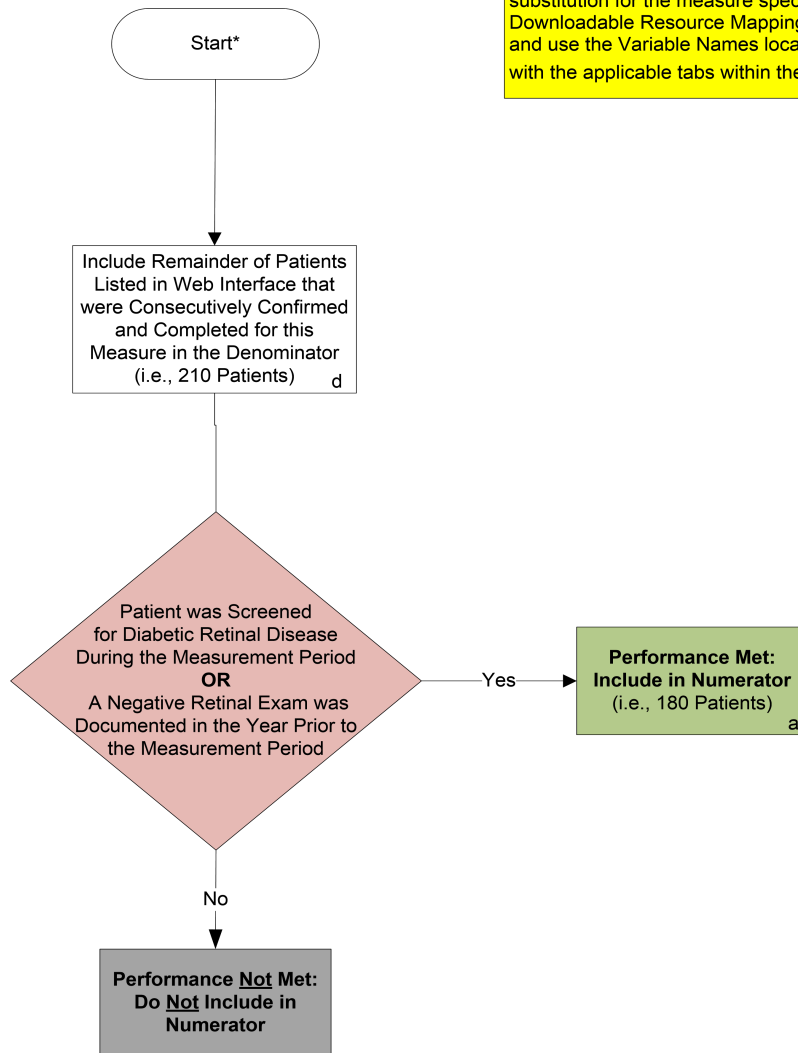 Start*
substitution for the measure spec
Downloadable Resource Mapping
and use the Variable Names loca
with the applicable tabs within the
Include Remainder of Patients
Listed in Web Interface that
were Consecutively Confirmed
and Completed for this
Measure in the Denominator
(i.e., 210 Patients) d
Patient was Screened
for Diabetic Retinal Disease
During the Measurement Period
OR
A Negative Retinal Exam was
Documented in the Year Prior to
the Measurement Period
Yes
Performance Met:
Include in Numerator
(i.e., 180 Patients)
a
No
Performance Not Met:
Do Not Include in
Numerator